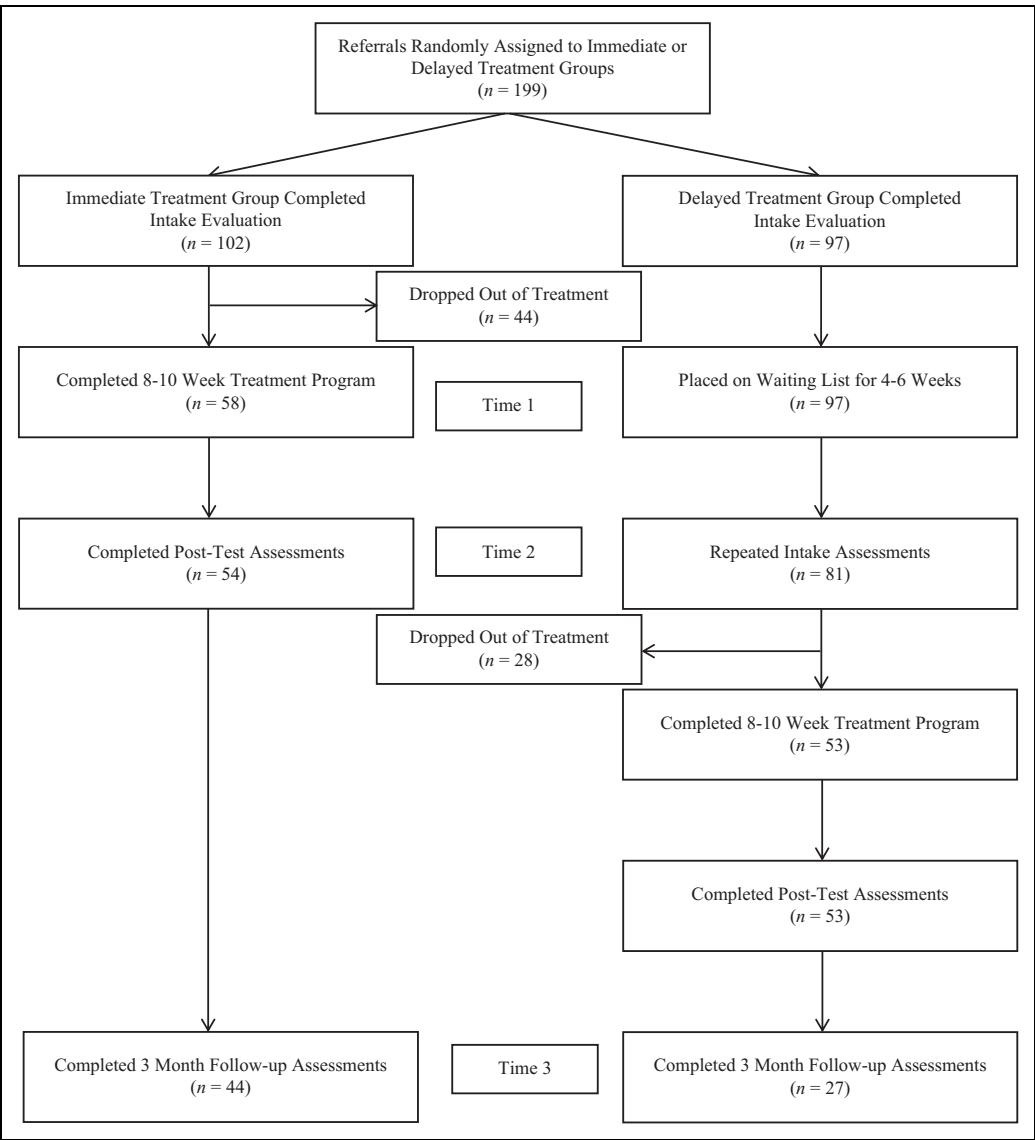 Referrals Randomly Assigned to Immediate or
Delayed Treatment Groups
(n = 199)
Immediate Treatment Group Completed
Intake Evaluation
(n = 102)
Delayed Treatment Group Completed
Intake Evaluation
(n = 97)
Dropped Out of Treatment
(n = 44)
Completed 8-10 Week Treatment Program
(n = 58)
Time 1
Placed on Waiting List for 4-6 Weeks
(n = 97)
Completed Post-Test Assessments
(n = 54)
Time 2
Repeated Intake Assessments
(n = 81)
Dropped Out of Treatment
(n = 28)
Completed 8-10 Week Treatment Program
(n = 53)
Completed Post-Test Assessments
(n = 53)
Completed 3 Month Follow-up Assessments
(n = 44)
Time 3
Completed 3 Month Follow-up Assessments
(n = 27)